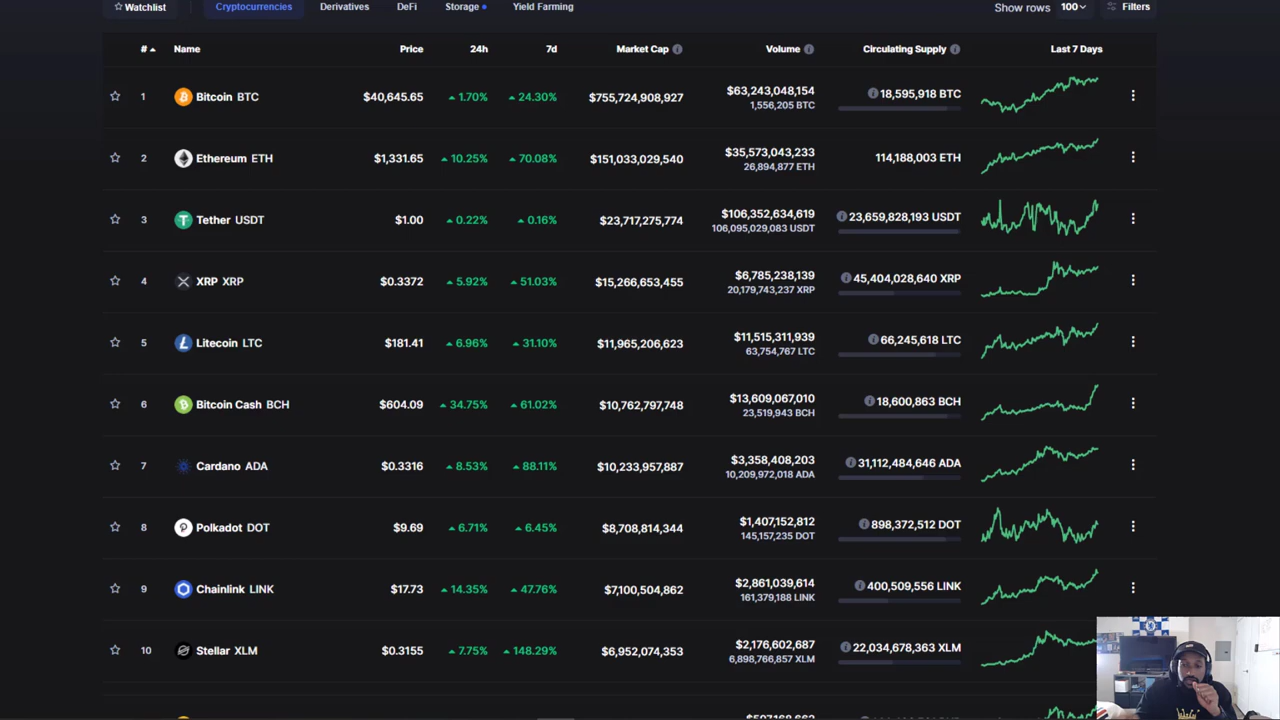 Watchlist Cryptocurrencies Derivatives DeFi Storage Yield Farming Show rows 100 Filters
# Name Price 24h 7d Market Cap Volume Circulating Supply Last 7 Days
1 Bitcoin BTC $40,645.65 1.70% 24.30% $755,724,908,927 $63,243,048,154 18,595,918 BTC
1,556,205 BTC
2 Ethereum ETH $1,331.65 10.25% 70.08% $151,033,029,540 $35,573,043,233 114,188,003 ETH
26,894,877 ETH
3 Tether USDT $1.00 0.22% 0.16% $23,717,275,774 $106,352,634,619 23,659,828,193 USDT
106,095,029,083 USDT
4 XRP XRP $0.3372 5.92% 51.03% $15,266,653,455 $6,785,238,139 45,404,028,640 XRP
20,179,743,237 XRP
5 Litecoin LTC $181.41 6.96% 31.10% $11,965,206,623 $11,515,311,939 66,245,618 LTC
63,754,767 LTC
6 Bitcoin Cash BCH $604.09 34.75% 61.02% $10,762,797,748 $13,609,067,010 18,600,863 BCH
23,519,943 BCH
7 Cardano ADA $0.3316 8.53% 88.11% $10,233,957,887 $3,358,408,203 31,112,484,646 ADA
10,209,972,018 ADA
8 Polkadot DOT $9.69 6.71% 6.45% $8,708,814,344 $1,407,152,812 898,372,512 DOT
145,157,235 DOT
9 Chainlink LINK $17.73 14.35% 47.76% $7,100,504,862 $2,861,039,614 400,509,556 LINK
161,379,188 LINK
10 Stellar XLM $0.3155 7.75% 148.29% $6,952,074,353 $2,176,602,687 22,034,678,363 XLM
6,898,766,857 XLM